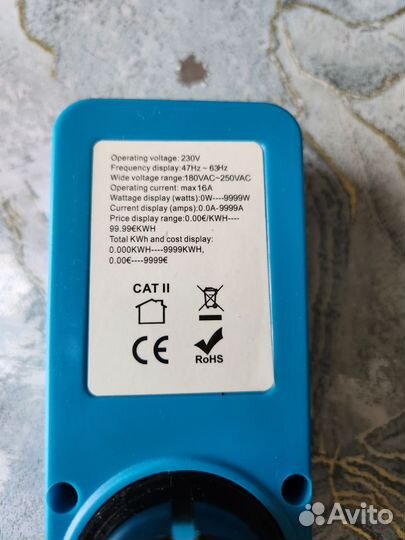 Operating voltage: 230V
Frequency display: 47Hz ~ 63Hz
Wide voltage range: 180VAC~250VAC
Operating current: max 16A
Wattage display (watts): 0W----9999W
Current display (amps): 0.0A-9999A
Price display range: 0.00€/KWH----
99.99€KWH
Total KWh and cost display:
0.000KWH----9999KWH,
0.00€----9999€
CAT II
CE
RoHS
Avito